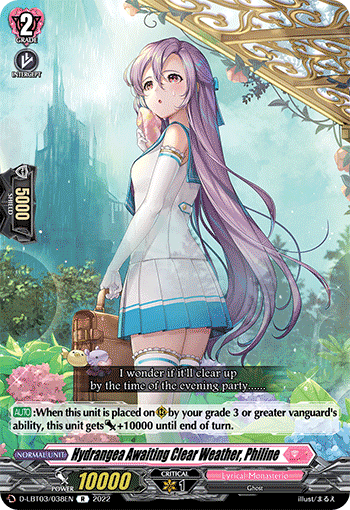 2
GRADE
INTERCEPT
5000
SHIELD
I wonder if it'll clear up
by the time of the evening party......
AUTO:When this unit is placed on by your grade 3 or greater vanguard's
ability, this unit gets +10000 until end of turn.
NORMAL UNIT
Hydrangea Awaiting Clear Weather, Philine
POWER
10000
CRITICAL
1
Lyrical Monasterio
Ghost
D-LBT03/038EN R 2022
illust/まるえ